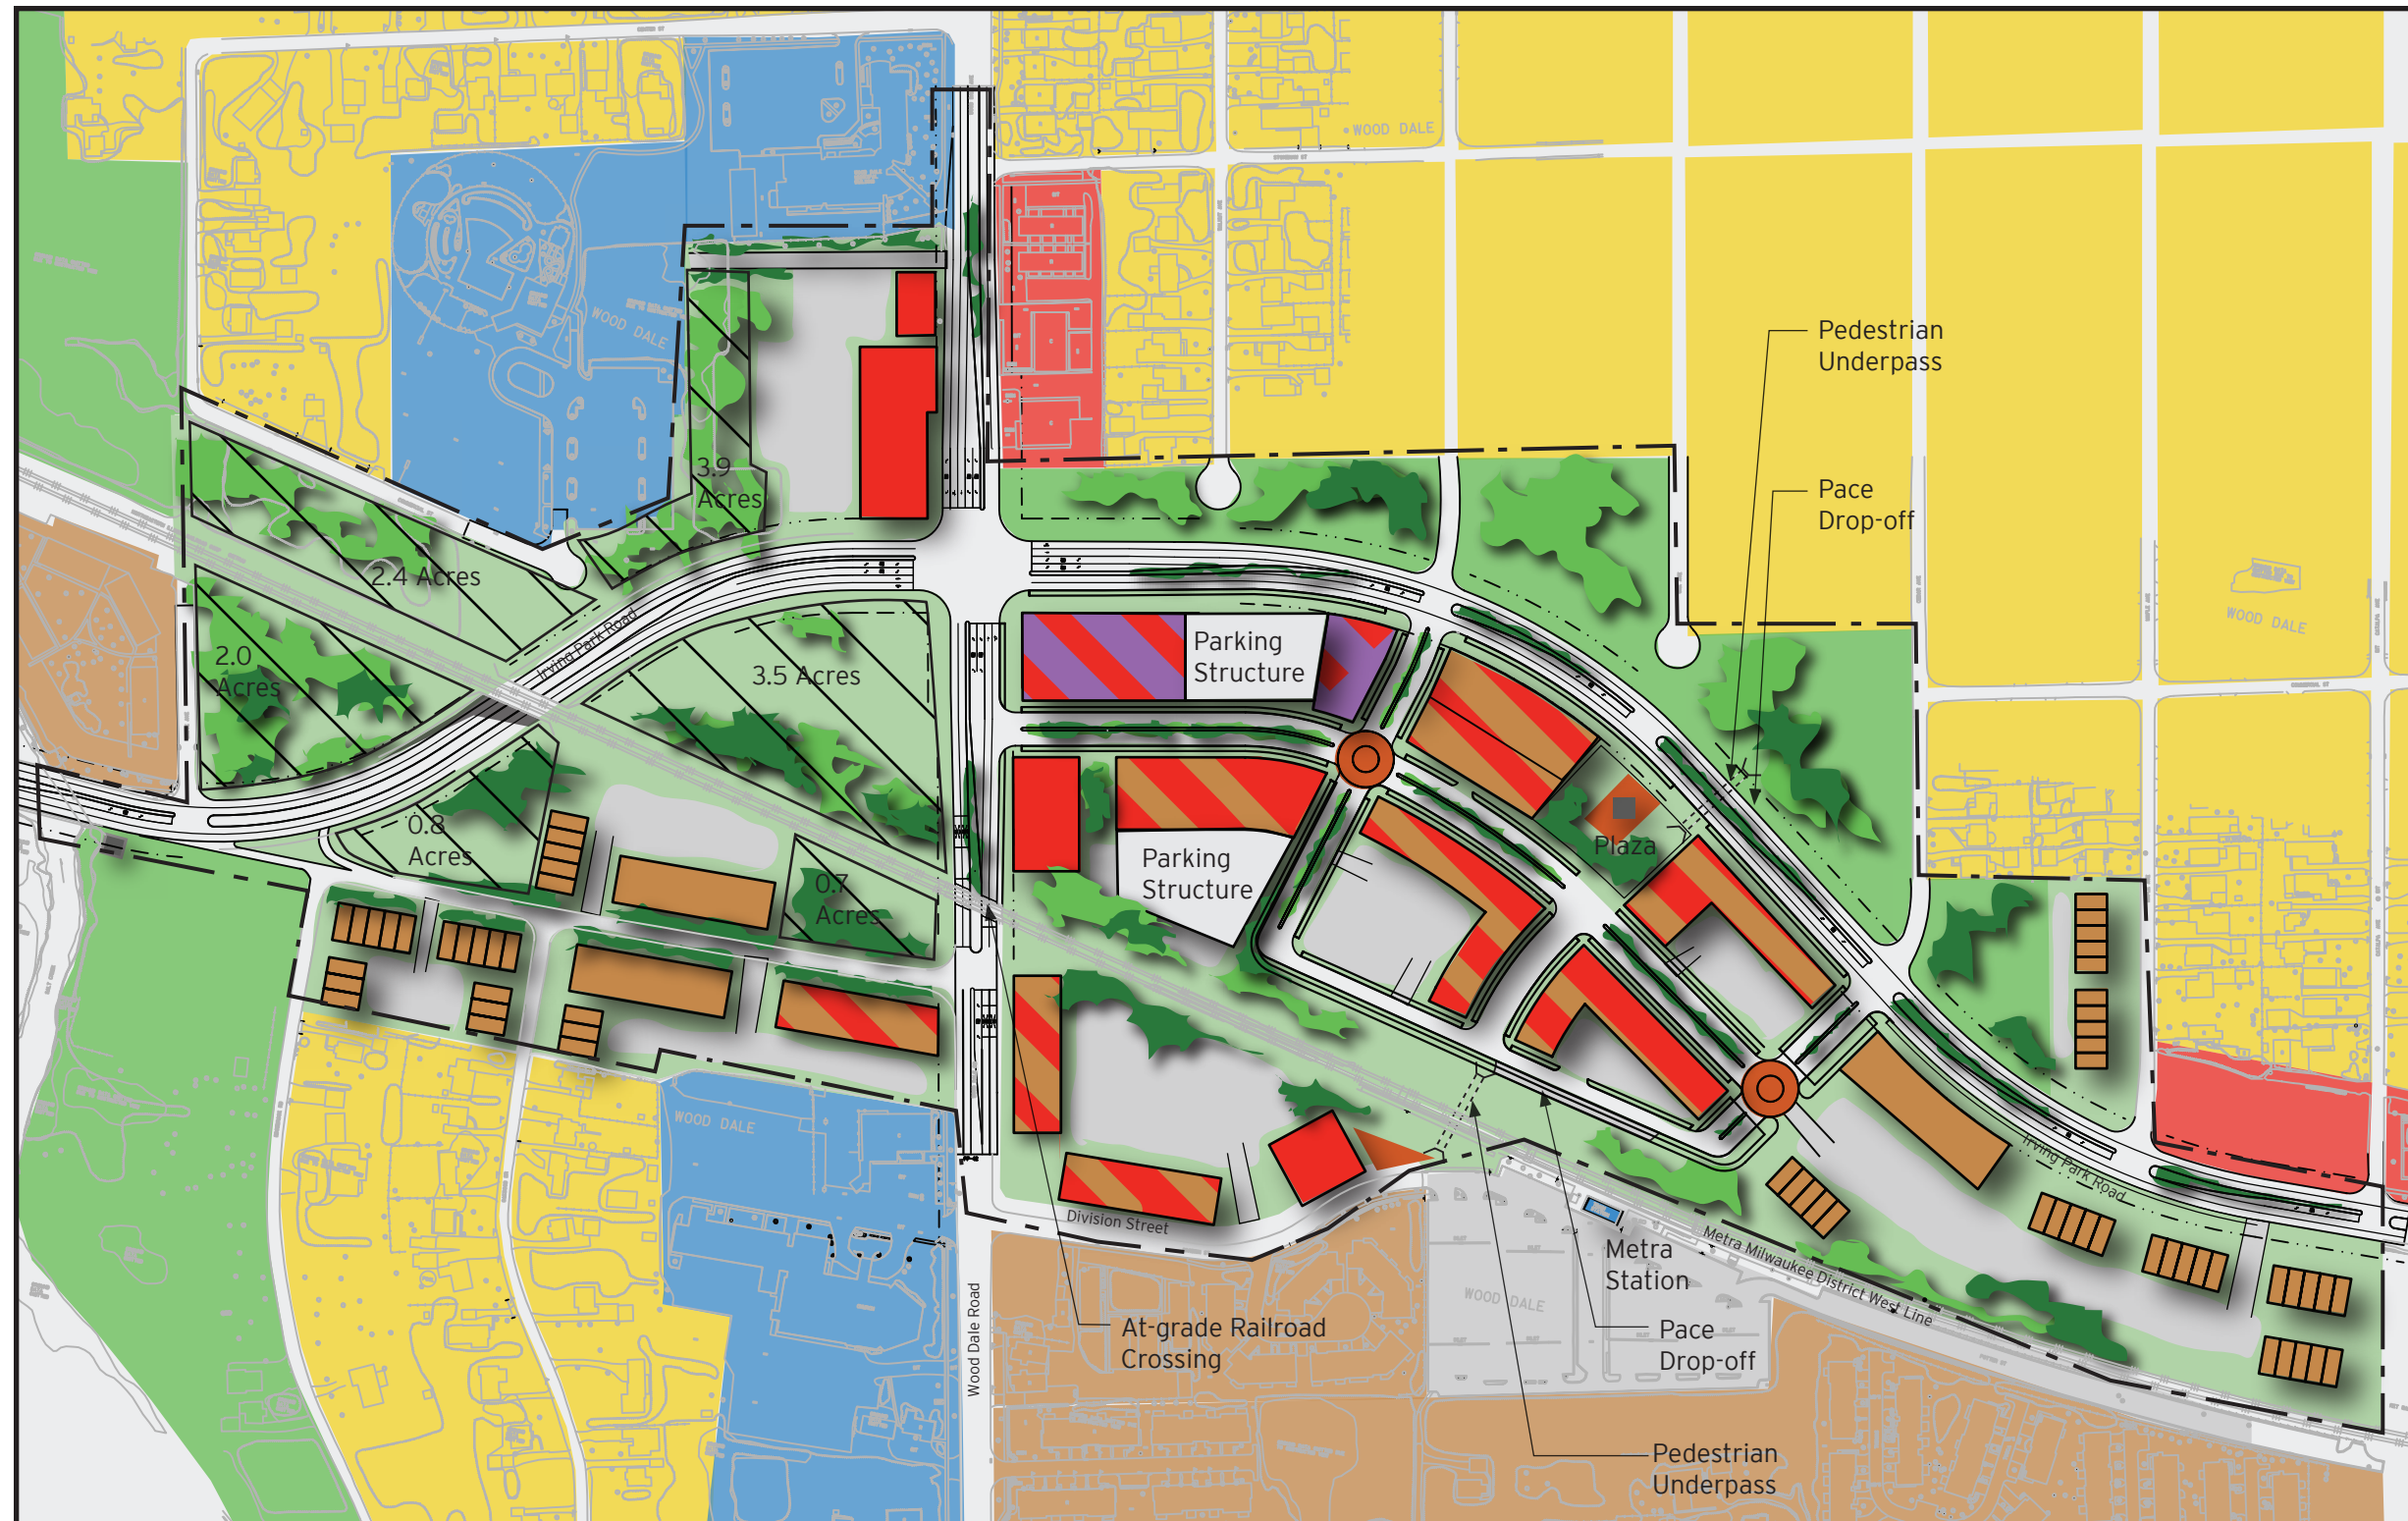 WOOD DALE
Pedestrian
Underpass
WOOD DALE
3.9
Acres
Pace
Drop-off
2.4 Acres
Irving Park Road
WOOD DALE
2.0
Acres
3.5 Acres
Parking
Structure
0.8
Acres
Parking
Structure
Plaza
0.7
Acres
WOOD DALE
Irving Park Road
Division Street
Metra Milwaukee District West Line
Metra
Station
WOOD DALE
Wood Dale Road
At-grade Railroad
Crossing
Pace
Drop-off
Pedestrian
Underpass